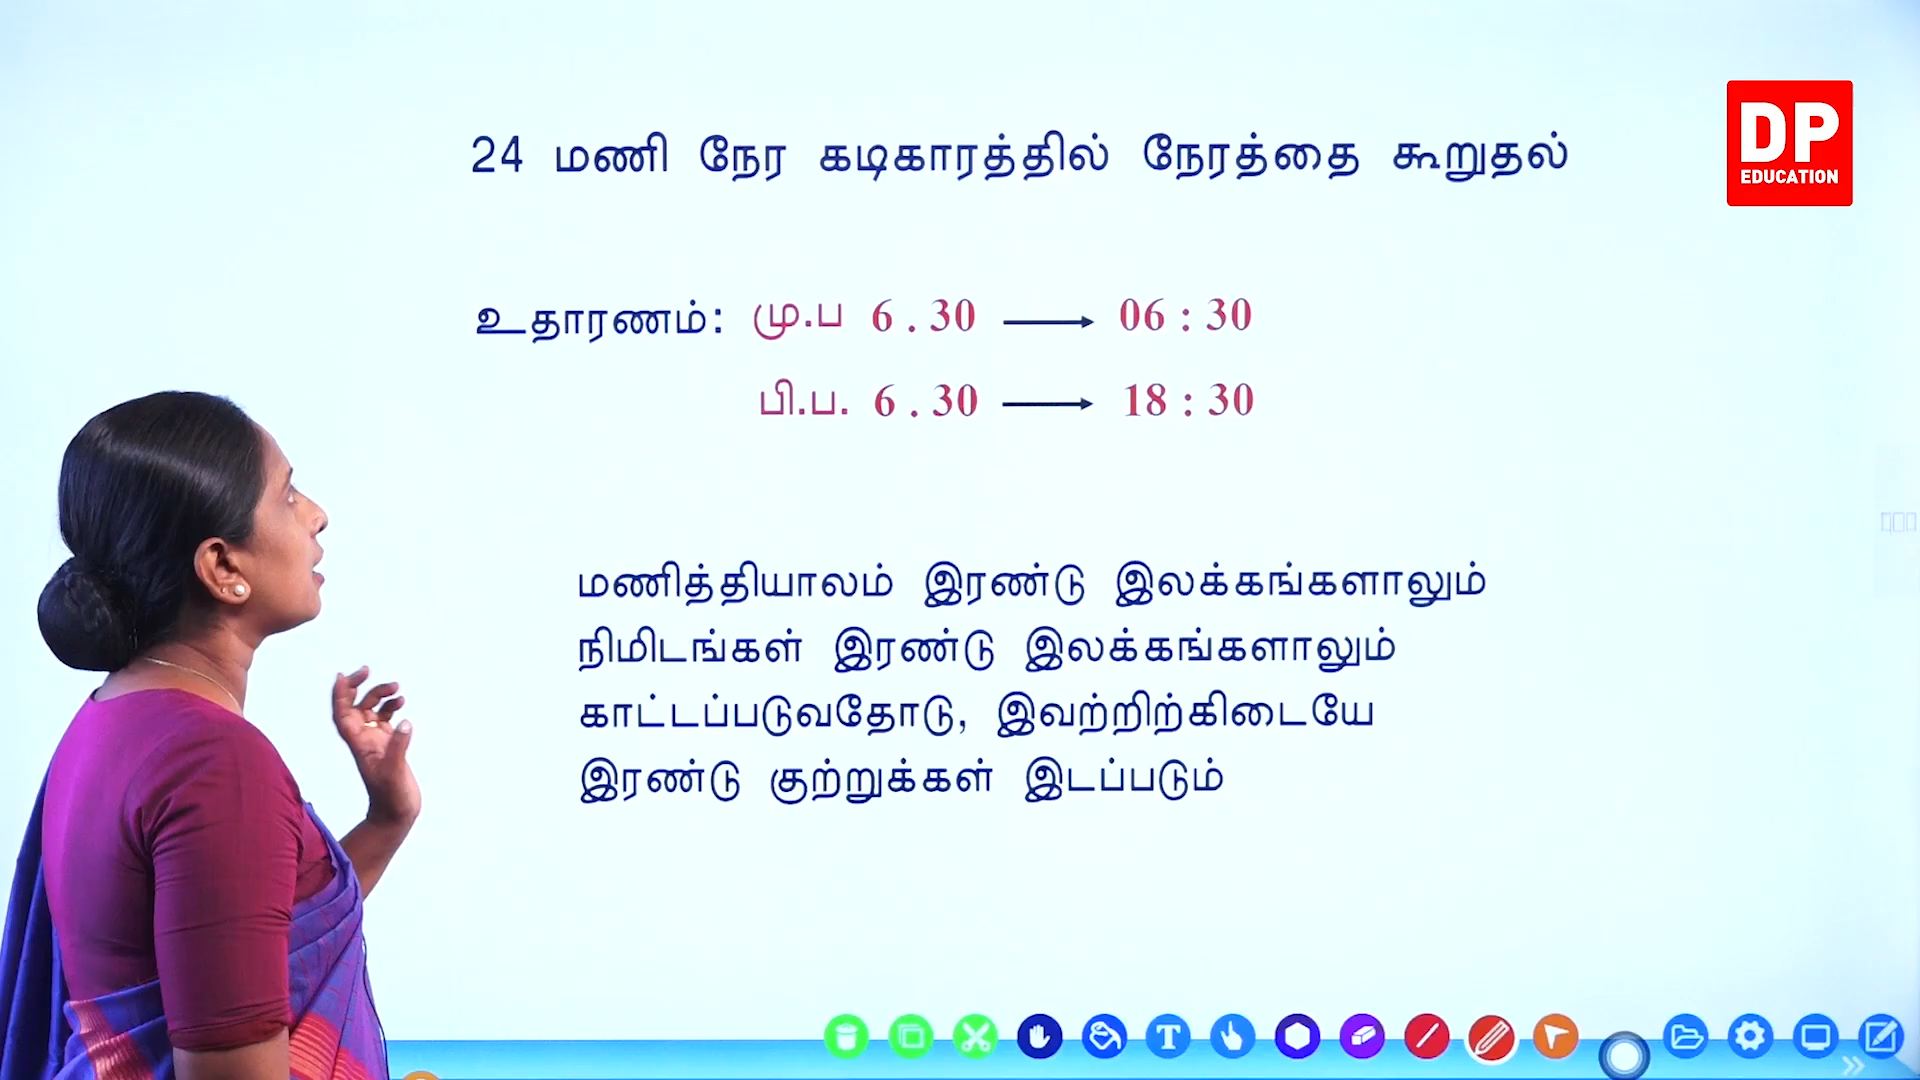 DP
EDUCATION
24 மணி நேர கடிகாரத்தில் நேரத்தை கூறுதல்
உதாரணம்: மு.ப 6 . 30 → 06 : 30
பி.ப. 6 . 30 → 18 : 30
மணித்தியாலம் இரண்டு இலக்கங்களாலும்
நிமிடங்கள் இரண்டு இலக்கங்களாலும்
காட்டப்படுவதோடு, இவற்றிற்கிடையே
இரண்டு குற்றுக்கள் இடப்படும்